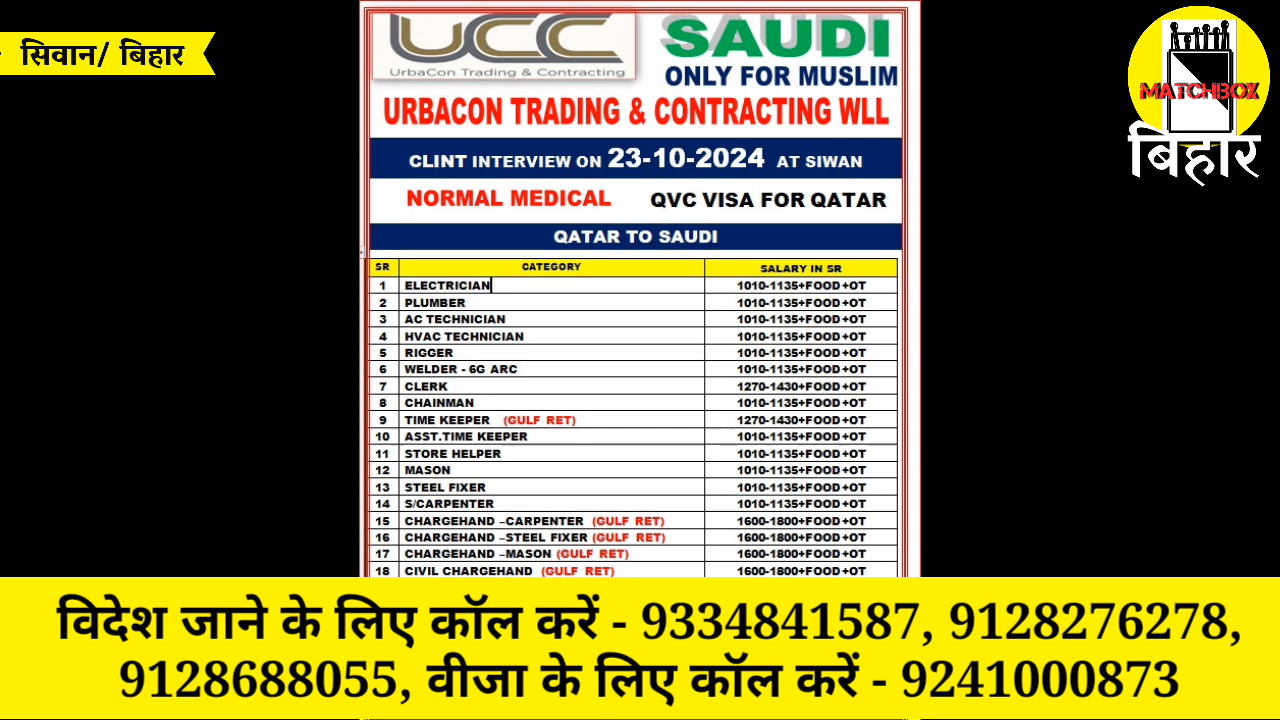 सिवान/ बिहार
UCC
UrbaCon Trading & Contracting
SAUDI
ONLY FOR MUSLIM
MATCHBOX
बिहार
URBACON TRADING & CONTRACTING WLL
CLINT INTERVIEW ON 23-10-2024 AT SIWAN
NORMAL MEDICAL QVC VISA FOR QATAR
QATAR TO SAUDI
SR CATEGORY SALARY IN SR
1 ELECTRICIAN 1010-1135+FOOD+OT
2 PLUMBER 1010-1135+FOOD+OT
3 AC TECHNICIAN 1010-1135+FOOD+OT
4 HVAC TECHNICIAN 1010-1135+FOOD+OT
5 RIGGER 1010-1135+FOOD+OT
6 WELDER - 6G ARC 1010-1135+FOOD+OT
7 CLERK 1270-1430+FOOD+OT
8 CHAINMAN 1010-1135+FOOD+OT
9 TIME KEEPER (GULF RET) 1270-1430+FOOD+OT
10 ASST.TIME KEEPER 1010-1135+FOOD+OT
11 STORE HELPER 1010-1135+FOOD+OT
12 MASON 1010-1135+FOOD+OT
13 STEEL FIXER 1010-1135+FOOD+OT
14 S/CARPENTER 1010-1135+FOOD+OT
15 CHARGEHAND –CARPENTER (GULF RET) 1600-1800+FOOD+OT
16 CHARGEHAND –STEEL FIXER (GULF RET) 1600-1800+FOOD+OT
17 CHARGEHAND –MASON (GULF RET) 1600-1800+FOOD+OT
18 CIVIL CHARGEHAND (GULF RET) 1600-1800+FOOD+OT
विदेश जाने के लिए कॉल करें - 9334841587, 9128276278,
9128688055, वीजा के लिए कॉल करें - 9241000873